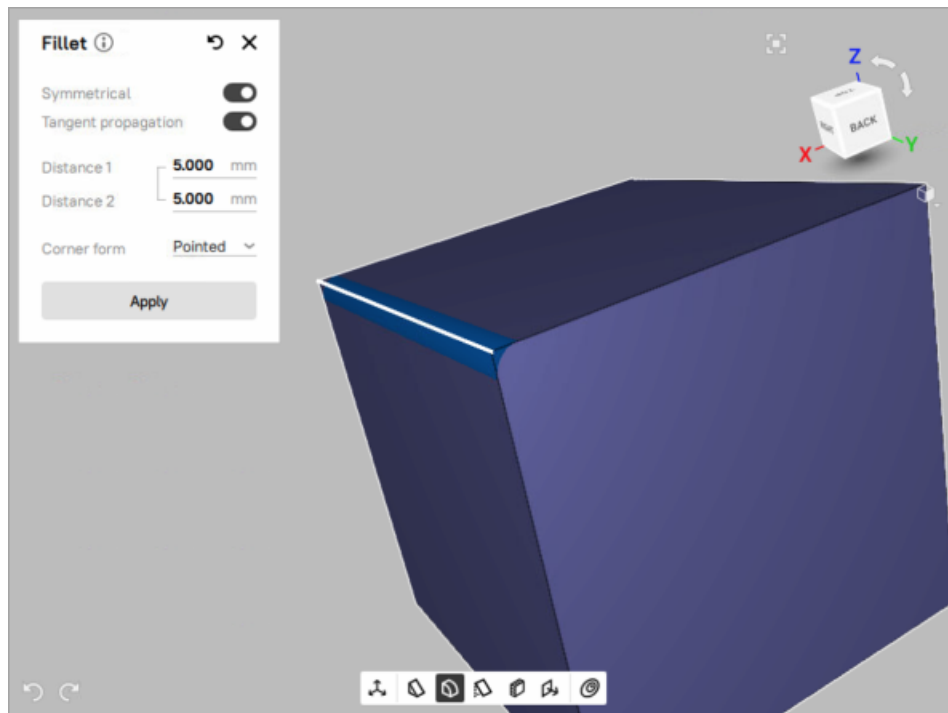 Fillet
Symmetrical
Tangent propagation
Distance 1 5.000 mm
Distance 2 5.000 mm
Corner form Pointed
Apply
Z
BACK
X
Y